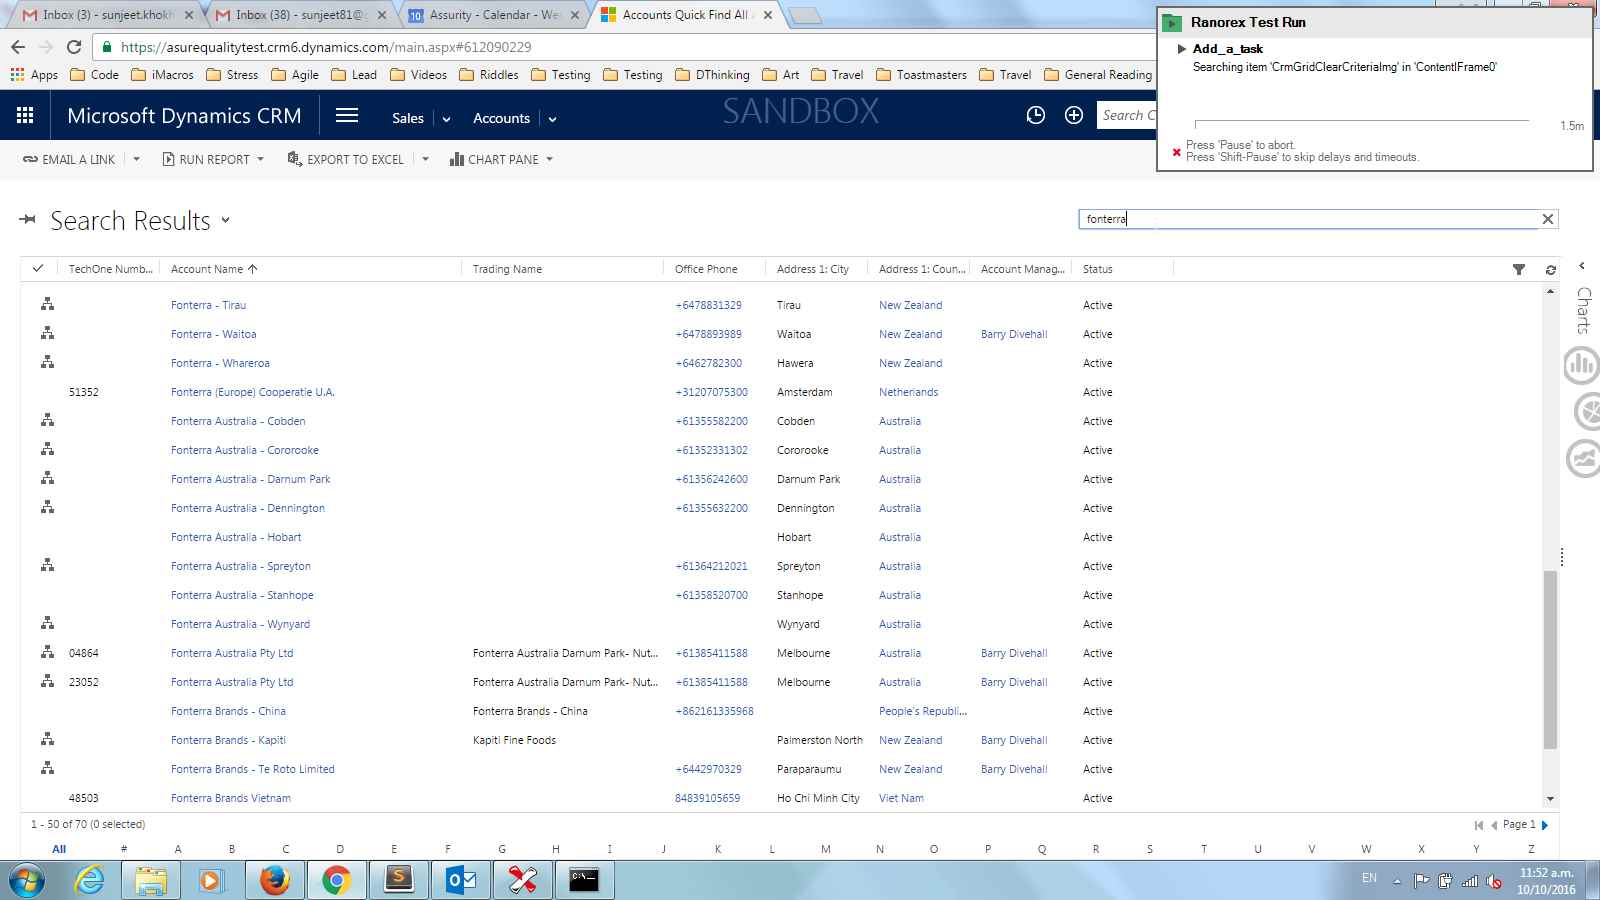 Inbox (3) - sunjeet.khokh
Inbox (38) - sunjeet81@g
10 Assurity - Calendar - We
Accounts Quick Find All
https://asurequalitytest.crm6.dynamics.com/main.aspx#612090229
Apps Code iMacros Stress Agile Lead Videos Riddles Testing Testing DThinking Art Travel Toastmasters Travel General Reading
Ranorex Test Run
Add_a_task
Searching item 'CrmGridClearCriteriaImg' in 'ContentIFrame0'
1.5m
Press 'Pause' to abort.
Press 'Shift-Pause' to skip delays and timeouts.
Microsoft Dynamics CRM Sales Accounts SANDBOX Search C
EMAIL A LINK RUN REPORT EXPORT TO EXCEL CHART PANE
Search Results
fonterra
TechOne Numb... Account Name Trading Name Office Phone Address 1: City Address 1: Coun... Account Manag... Status
Fonterra - Tirau +6478831329 Tirau New Zealand Active
Fonterra - Waitoa +6478893989 Waitoa New Zealand Barry Divehall Active
Fonterra - Whareroa +6462782300 Hawera New Zealand Active
51352 Fonterra (Europe) Cooperatie U.A. +31207075300 Amsterdam Netherlands Active
Fonterra Australia - Cobden +61355582200 Cobden Australia Active
Fonterra Australia - Cororooke +61352331302 Cororooke Australia Active
Fonterra Australia - Darnum Park +61356242600 Darnum Park Australia Active
Fonterra Australia - Dennington +61355632200 Dennington Australia Active
Fonterra Australia - Hobart Hobart Australia Active
Fonterra Australia - Spreyton +61364212021 Spreyton Australia Active
Fonterra Australia - Stanhope +61358520700 Stanhope Australia Active
Fonterra Australia - Wynyard Wynyard Australia Active
04864 Fonterra Australia Pty Ltd Fonterra Australia Darnum Park- Nut... +61385411588 Melbourne Australia Barry Divehall Active
23052 Fonterra Australia Pty Ltd Fonterra Australia Darnum Park- Nut... +61385411588 Melbourne Australia Barry Divehall Active
Fonterra Brands - China Fonterra Brands - China +862161335968 People's Republi... Active
Fonterra Brands - Kapiti Kapiti Fine Foods Palmerston North New Zealand Barry Divehall Active
Fonterra Brands - Te Roto Limited +6442970329 Paraparaumu New Zealand Barry Divehall Active
48503 Fonterra Brands Vietnam 84839105659 Ho Chi Minh City Viet Nam Active
Charts
1 - 50 of 70 (0 selected) Page 1
All # A B C D E F G H I J K L M N O P Q R S T U V W X Y Z
EN 11:52 a.m.
10/10/2016